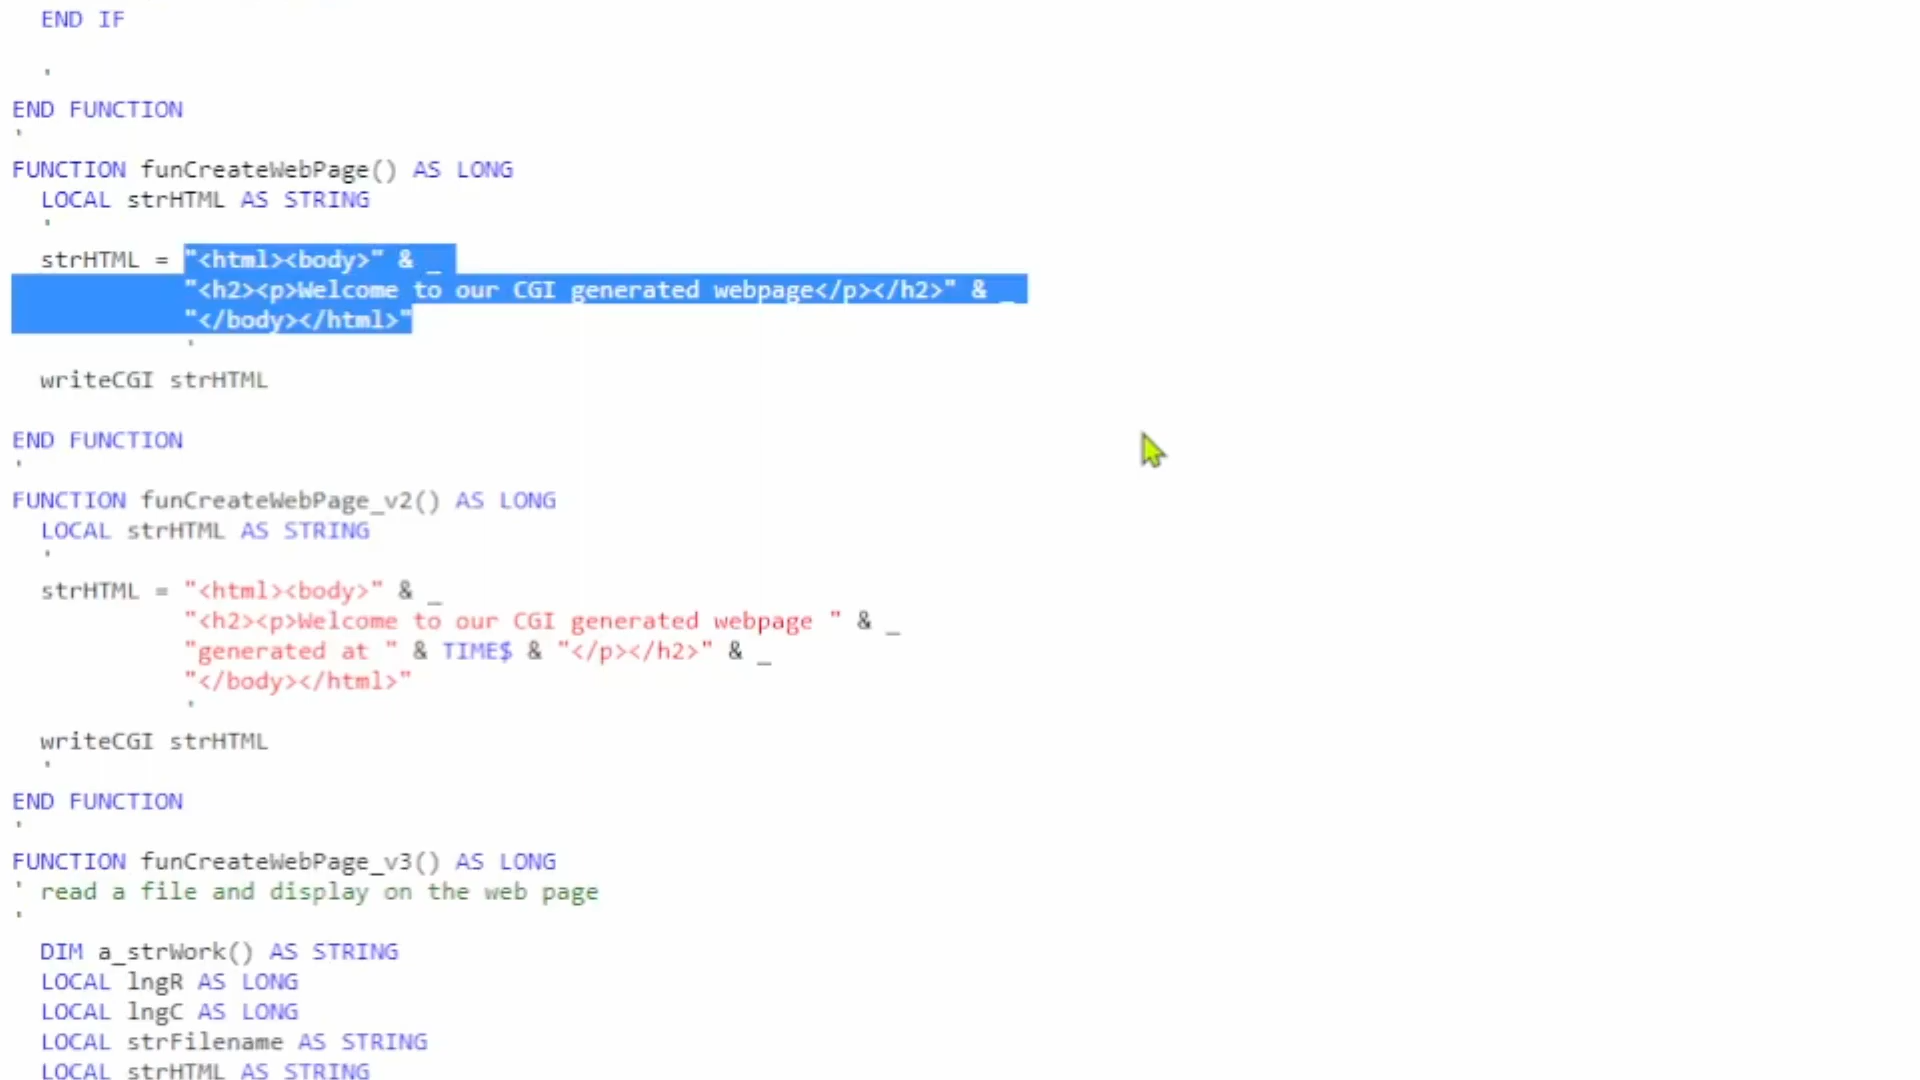 END IF
'
END FUNCTION
'
FUNCTION funCreateWebPage() AS LONG
LOCAL strHTML AS STRING
'
strHTML = "<html><body>" & _
"<h2><p>Welcome to our CGI generated webpage</p></h2>" & _
"</body></html>"
'
writeCGI strHTML
END FUNCTION
'
FUNCTION funCreateWebPage_v2() AS LONG
LOCAL strHTML AS STRING
'
strHTML = "<html><body>" & _
"<h2><p>Welcome to our CGI generated webpage " & _
"generated at " & TIME$ & "</p></h2>" & _
"</body></html>"
'
writeCGI strHTML
'
END FUNCTION
'
FUNCTION funCreateWebPage_v3() AS LONG
' read a file and display on the web page
'
DIM a_strWork() AS STRING
LOCAL lngR AS LONG
LOCAL lngC AS LONG
LOCAL strFilename AS STRING
LOCAL strHTML AS STRING